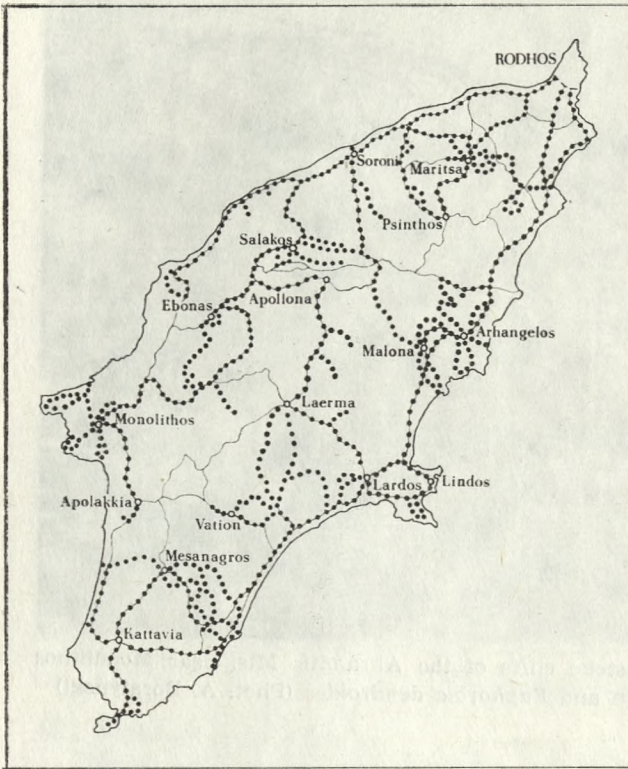 RODHOS
Soroni
Maritsa
Psinthos
Salakos
Apollona
Ebonas
Arhangelos
Malona
Laerma
Monolithos
Lardos
Lindos
Apolakkia
Vation
Mesanagros
Kattavia